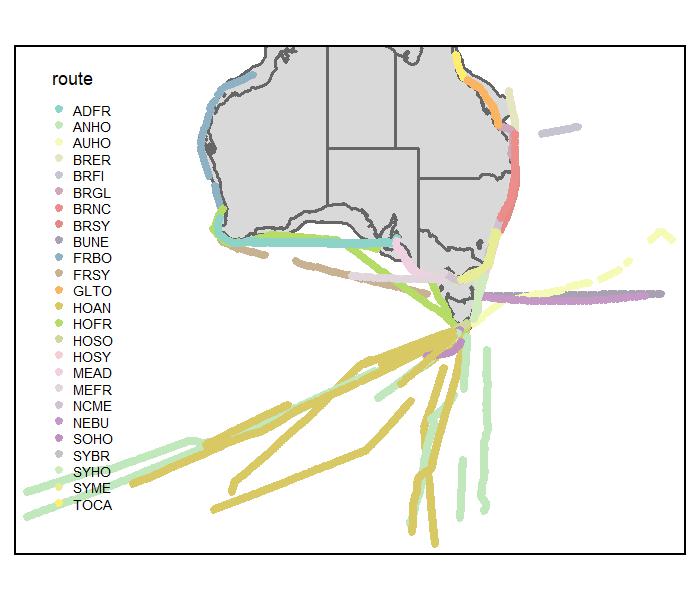 route
ADFR
ANHO
AUHO
BRER
BRFI
BRGL
BRNC
BRSY
BUNE
FRBO
FRSY
GLTO
HOAN
HOFR
HOSO
HOSY
MEAD
MEFR
NCME
NEBU
SOHO
SYBR
SYHO
SYME
TOCA